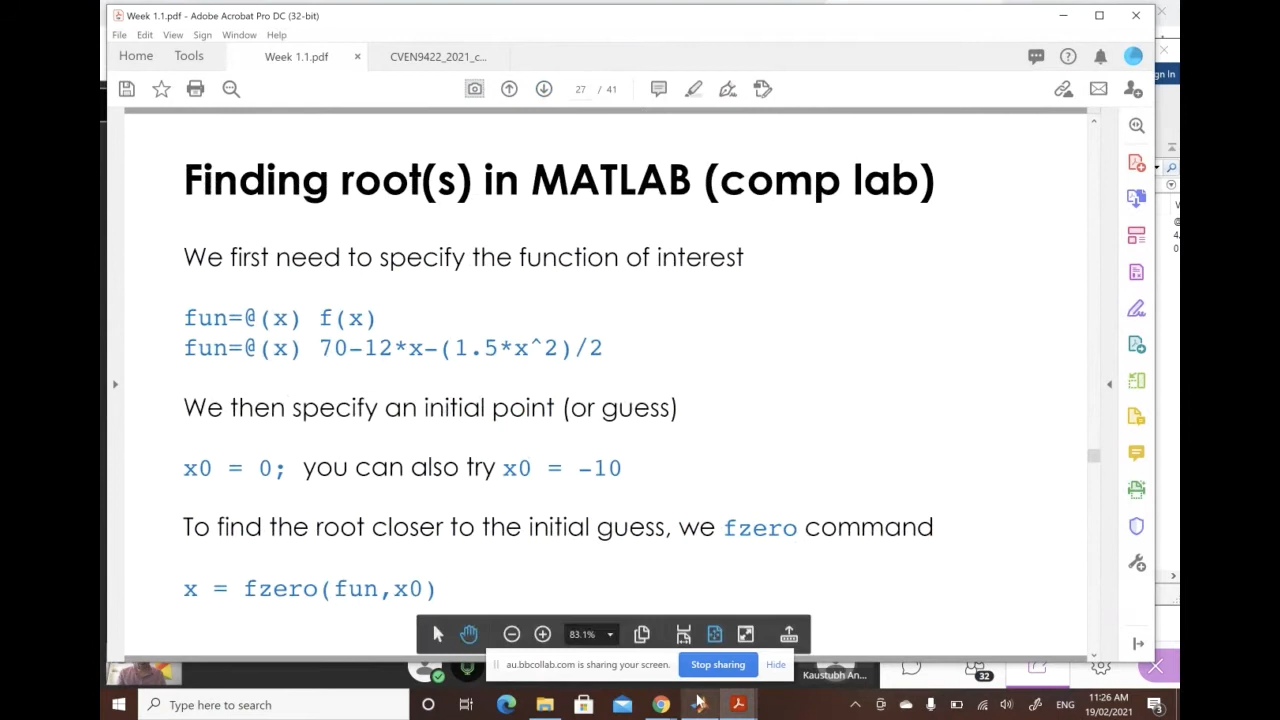 Week 1.1.pdf - Adobe Acrobat Pro DC (32-bit)
File Edit View Sign Window Help
Home Tools Week 1.1.pdf × CVEN9422_2021_c...
27 / 41
Finding root(s) in MATLAB (comp lab)
We first need to specify the function of interest
fun=@(x) f(x)
fun=@(x) 70-12*x-(1.5*x^2)/2
We then specify an initial point (or guess)
x0 = 0; you can also try x0 = -10
To find the root closer to the initial guess, we fzero command
x = fzero(fun,x0)
83.1%
au.bbcollab.com is sharing your screen. Stop sharing Hide
Kaustubh An...
32
Type here to search
ENG
11:26 AM
19/02/2021
3